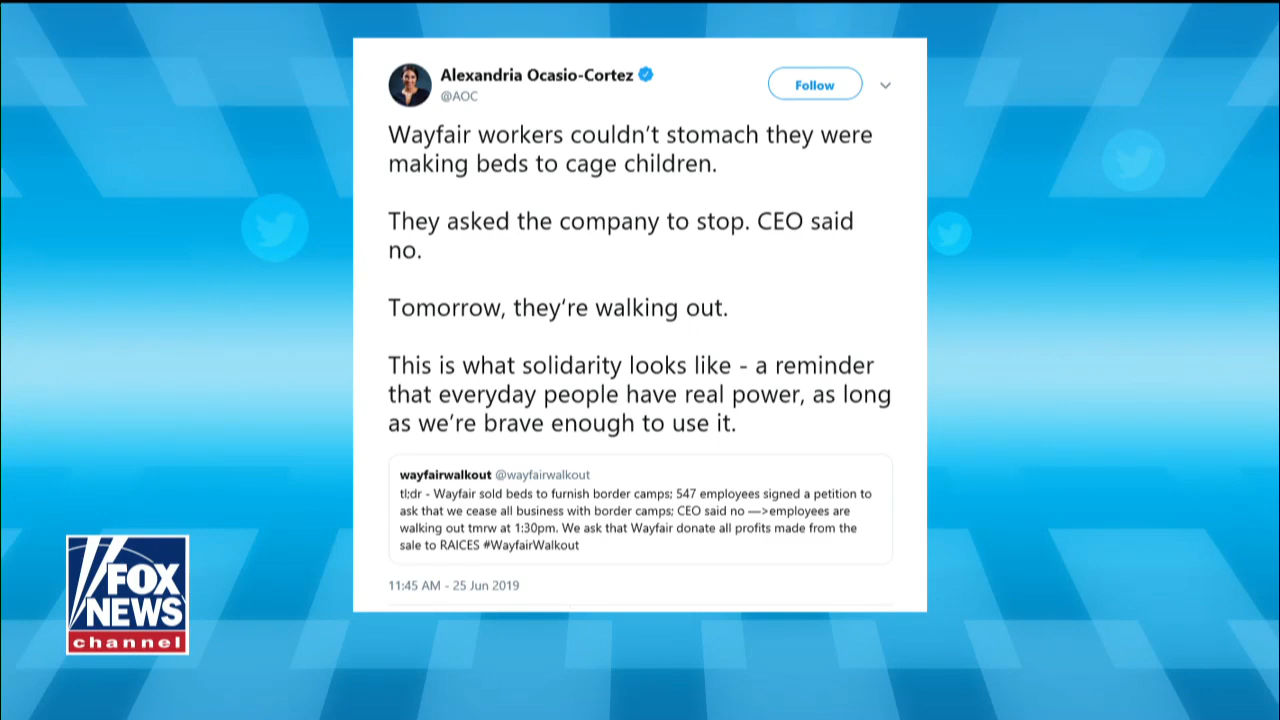 Alexandria Ocasio-Cortez
@AOC
Follow
Wayfair workers couldn't stomach they were
making beds to cage children.
They asked the company to stop. CEO said
no.
Tomorrow, they're walking out.
This is what solidarity looks like - a reminder
that everyday people have real power, as long
as we're brave enough to use it.
wayfairwalkout @wayfairwalkout
tl;dr - Wayfair sold beds to furnish border camps; 547 employees signed a petition to
ask that we cease all business with border camps; CEO said no —>employees are
walking out tmrw at 1:30pm. We ask that Wayfair donate all profits made from the
sale to RAICES #WayfairWalkout
11:45 AM - 25 Jun 2019
FOX
NEWS
channel